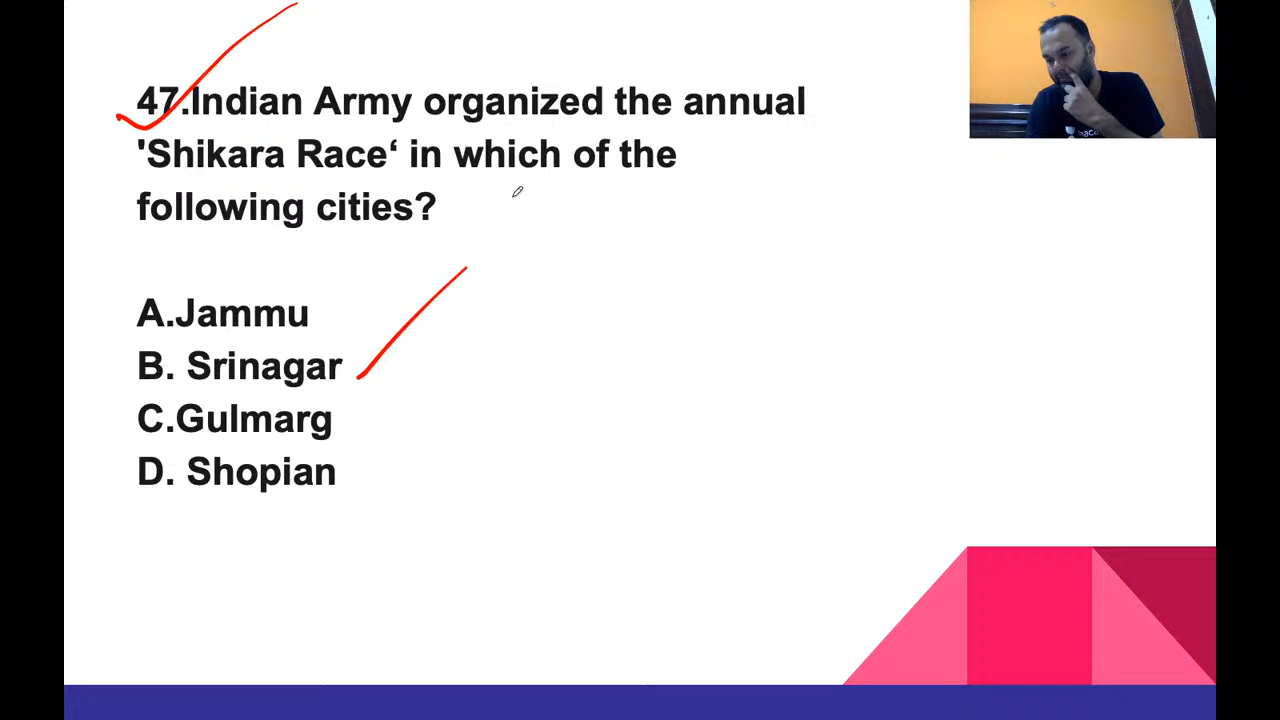 47.Indian Army organized the annual
'Shikara Race‘ in which of the
following cities?
A.Jammu
B. Srinagar
C.Gulmarg
D. Shopian